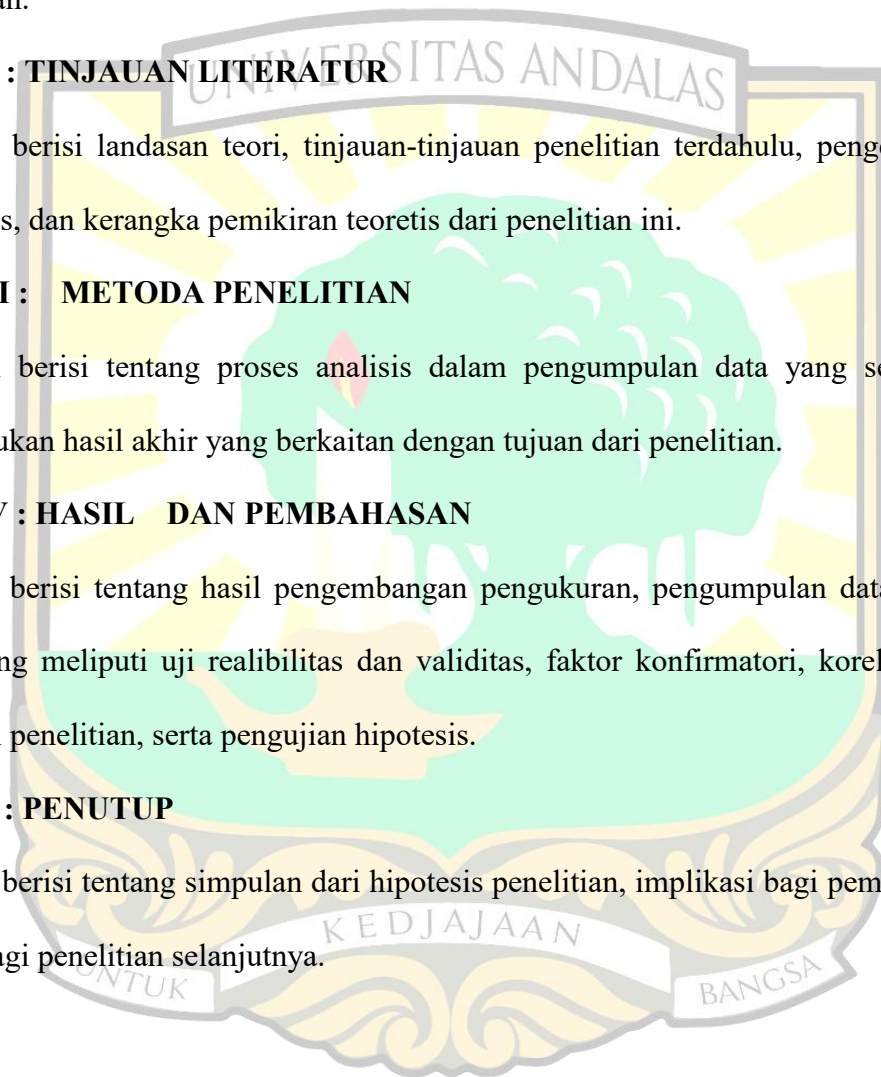 an.
: TINJAUAN LITERATUR
UNIVERSITAS ANDALAS
berisi landasan teori, tinjauan-tinjauan penelitian terdahulu, peng
s, dan kerangka pemikiran teoretis dari penelitian ini.
I : METODA PENELITIAN
berisi tentang proses analisis dalam pengumpulan data yang se
ukan hasil akhir yang berkaitan dengan tujuan dari penelitian.
V : HASIL DAN PEMBAHASAN
berisi tentang hasil pengembangan pengukuran, pengumpulan data
ng meliputi uji realibilitas dan validitas, faktor konfirmatori, korel
penelitian, serta pengujian hipotesis.
: PENUTUP
berisi tentang simpulan dari hipotesis penelitian, implikasi bagi pem
agi penelitian selanjutnya.
UNTUK KEDJAJAAN BANGSA